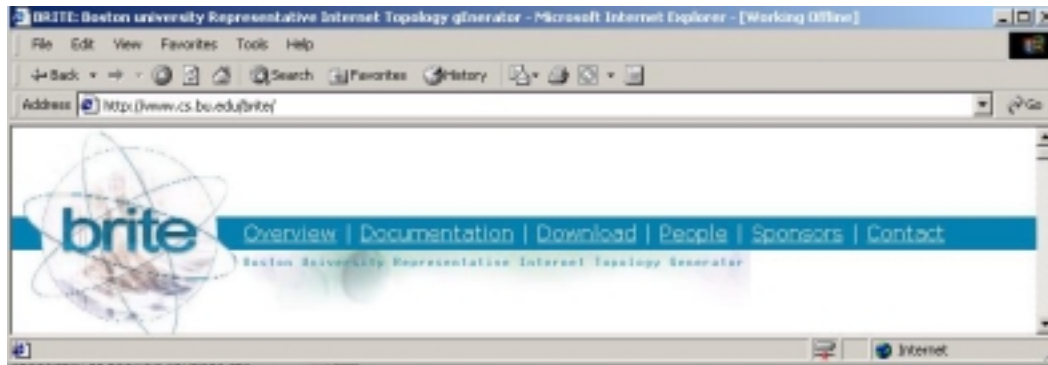 BRITE: Boston university Representative Internet Topology gEnerator - Microsoft Internet Explorer - [Working Offline]
File Edit View Favorites Tools Help
Back Search Favorites History
Address http://www.cs.bu.edu/brite/ Go
brite
Overview | Documentation | Download | People | Sponsors | Contact
Boston University Representative Internet Topology Generator
Internet